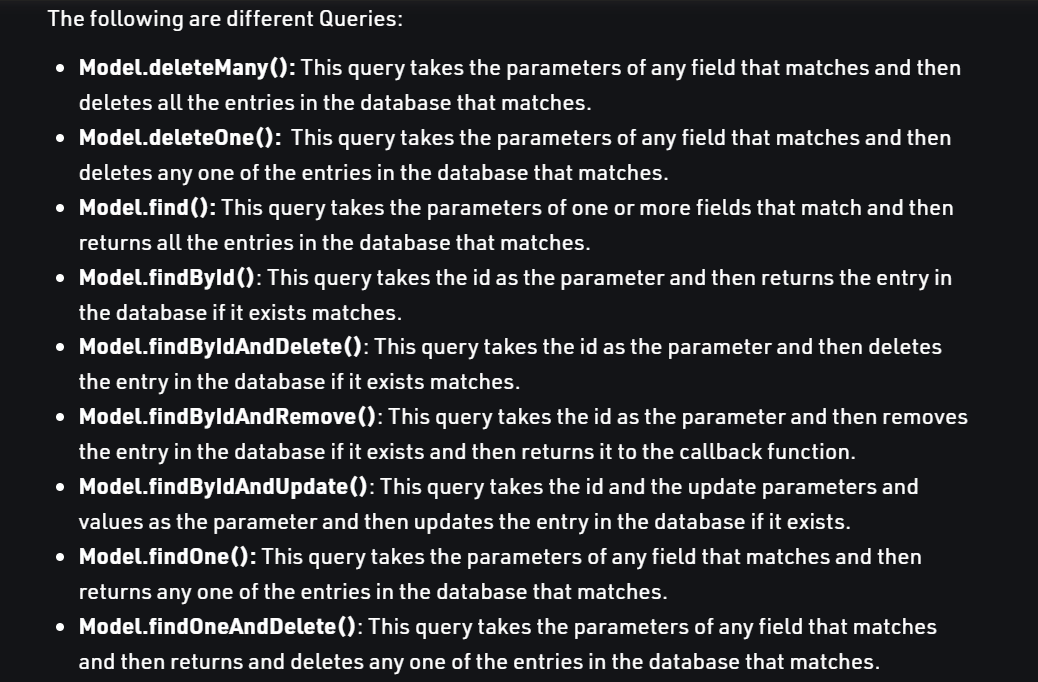 The following are different Queries:
• Model.deleteMany(): This query takes the parameters of any field that matches and then
deletes all the entries in the database that matches.
• Model.deleteOne(): This query takes the parameters of any field that matches and then
deletes any one of the entries in the database that matches.
• Model.find(): This query takes the parameters of one or more fields that match and then
returns all the entries in the database that matches.
• Model.findById(): This query takes the id as the parameter and then returns the entry in
the database if it exists matches.
• Model.findByIdAndDelete(): This query takes the id as the parameter and then deletes
the entry in the database if it exists matches.
• Model.findByIdAndRemove(): This query takes the id as the parameter and then removes
the entry in the database if it exists and then returns it to the callback function.
• Model.findByIdAndUpdate(): This query takes the id and the update parameters and
values as the parameter and then updates the entry in the database if it exists.
• Model.findOne(): This query takes the parameters of any field that matches and then
returns any one of the entries in the database that matches.
• Model.findOneAndDelete(): This query takes the parameters of any field that matches
and then returns and deletes any one of the entries in the database that matches.